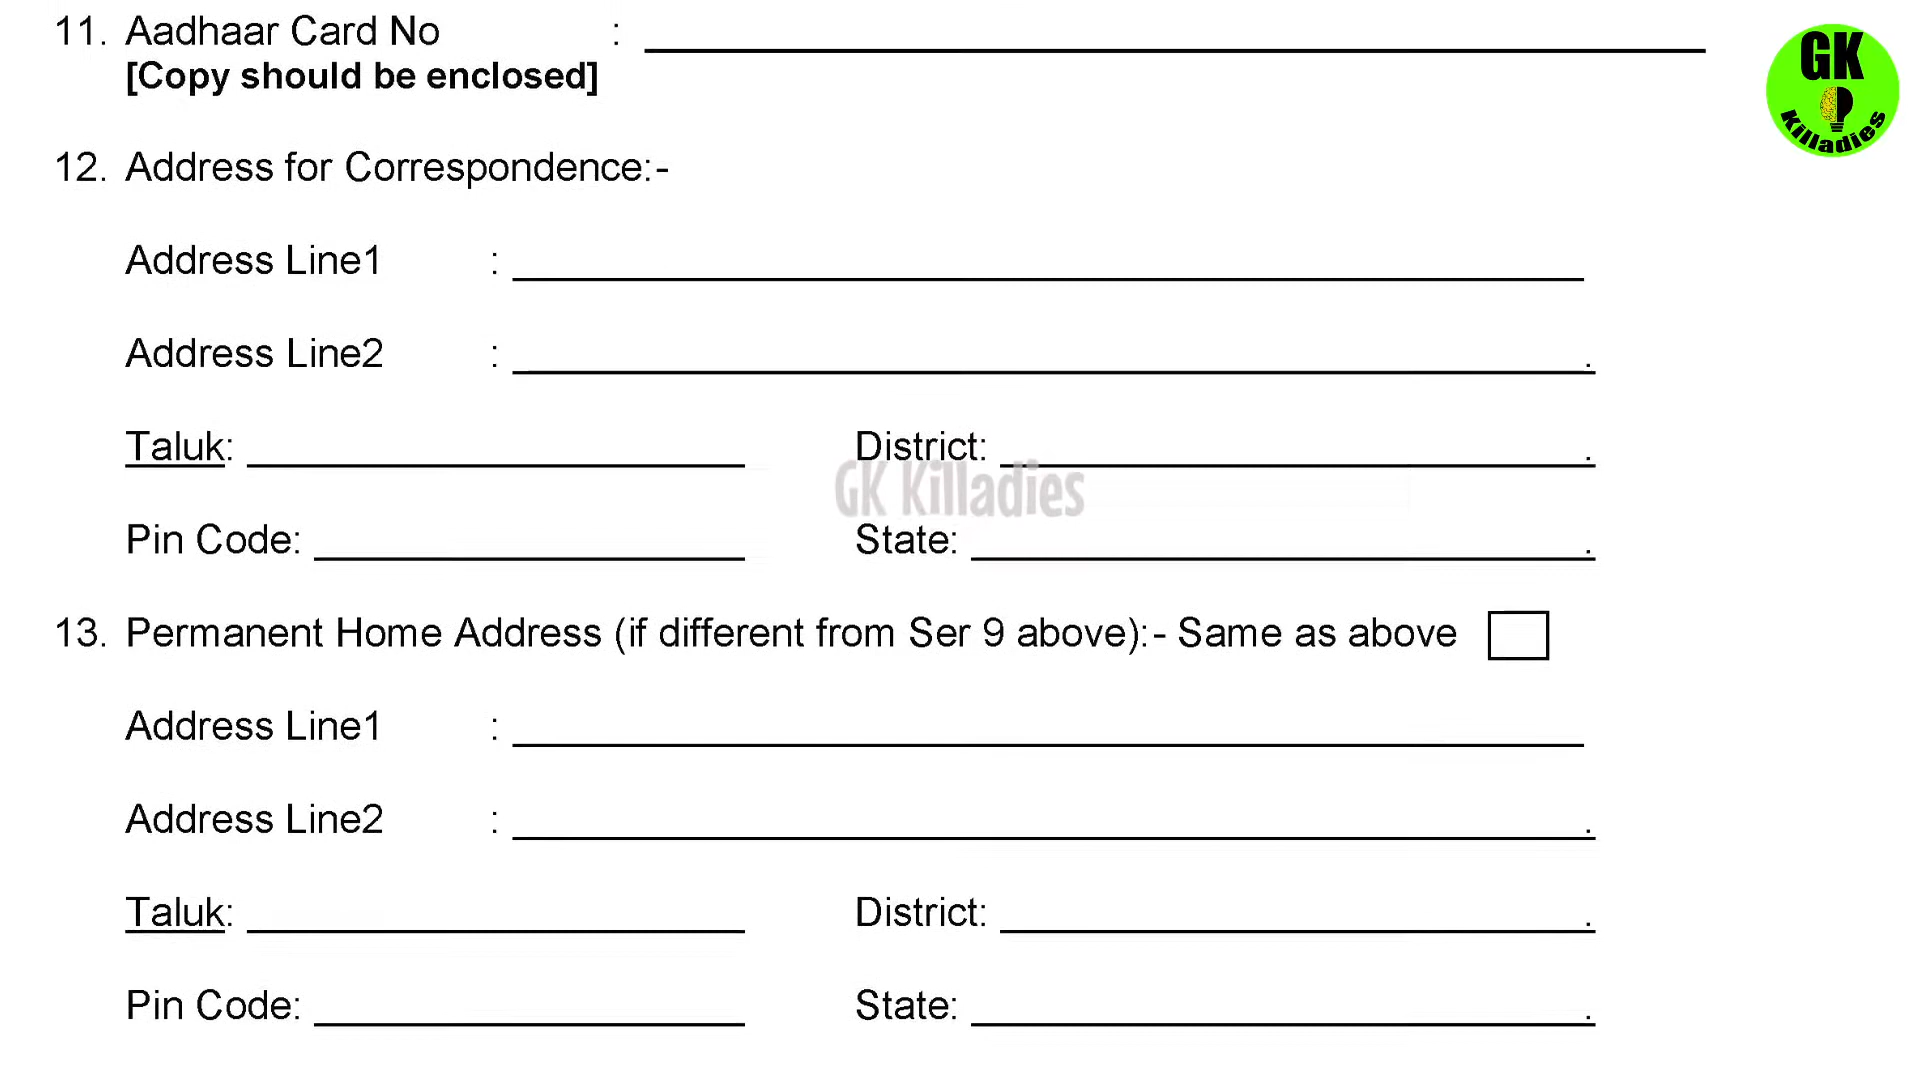 11. Aadhaar Card No :
[Copy should be enclosed]
GK
Killadies
12. Address for Correspondence:-
Address Line1 :
Address Line2 : .
Taluk: District: .
GK Killadies
Pin Code: State: .
13. Permanent Home Address (if different from Ser 9 above):- Same as above
Address Line1 :
Address Line2 : .
Taluk: District: .
Pin Code: State: .